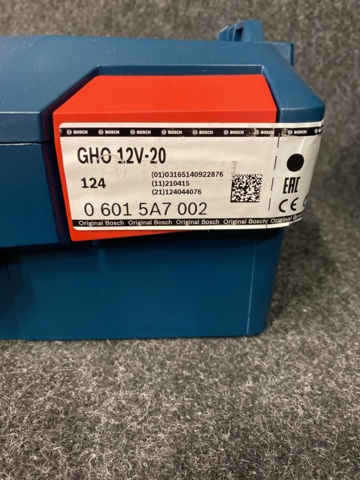 BOSCH BOSCH BOSCH BOSCH BOSCH BOSCH
GHO 12V-20
(01)03165140922876
124
(11)210415
(21)124044076
EAC
0 601 5A7 002
CE
Original Bosch Original Bosch Original Bosch Original Bosch Original Bosch